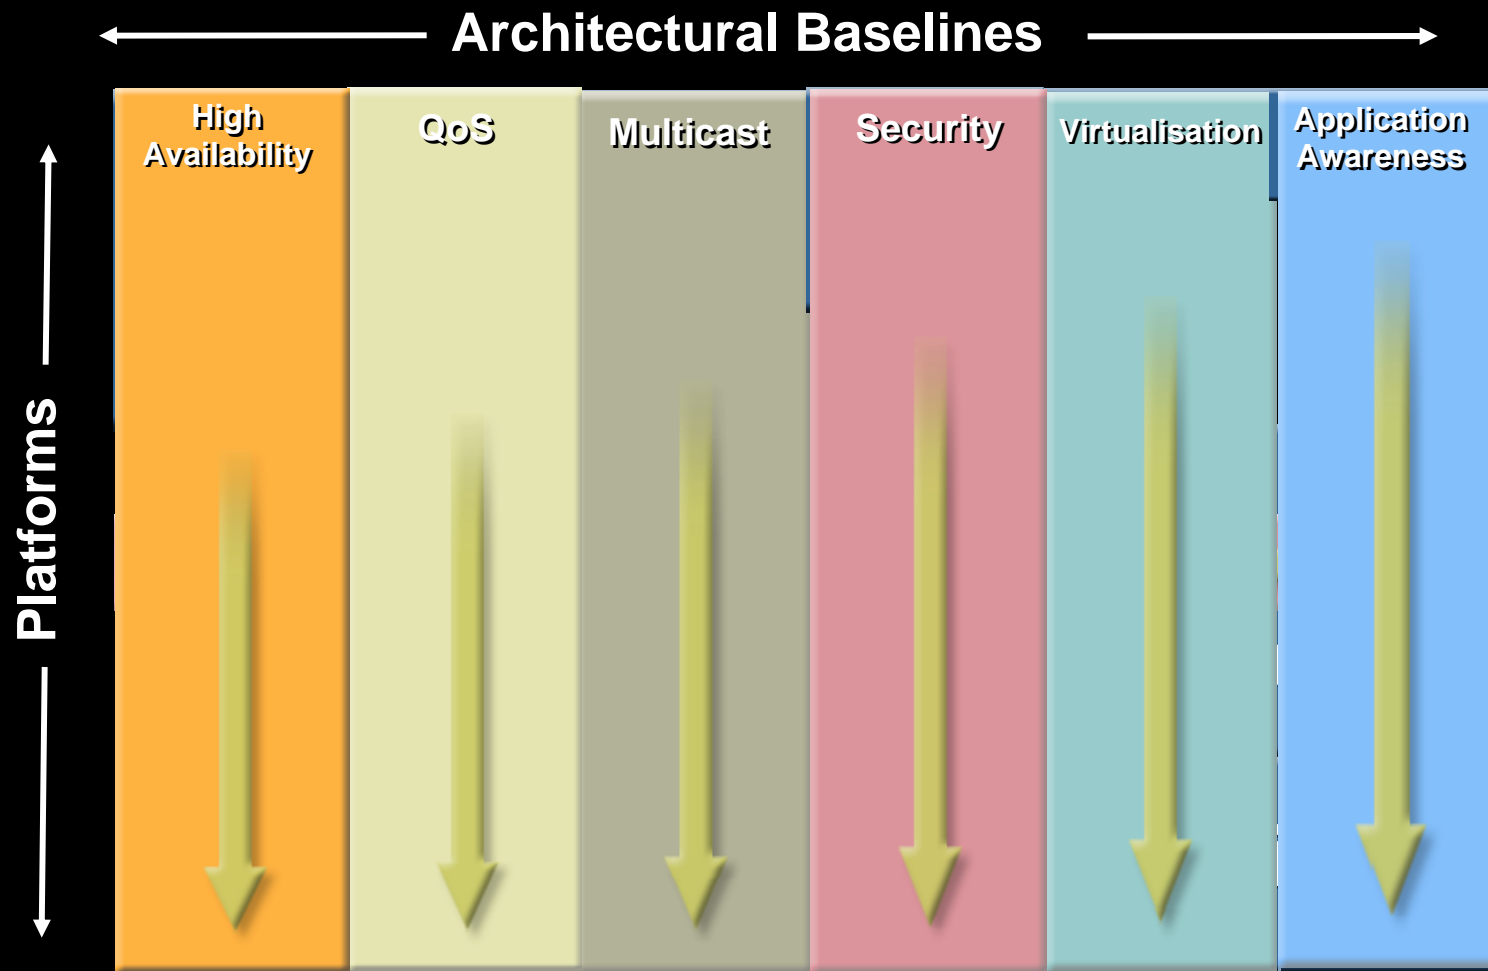 Architectural Baselines
High
Availability
QoS
Multicast
Security
Virtualisation
Application
Awareness
Platforms